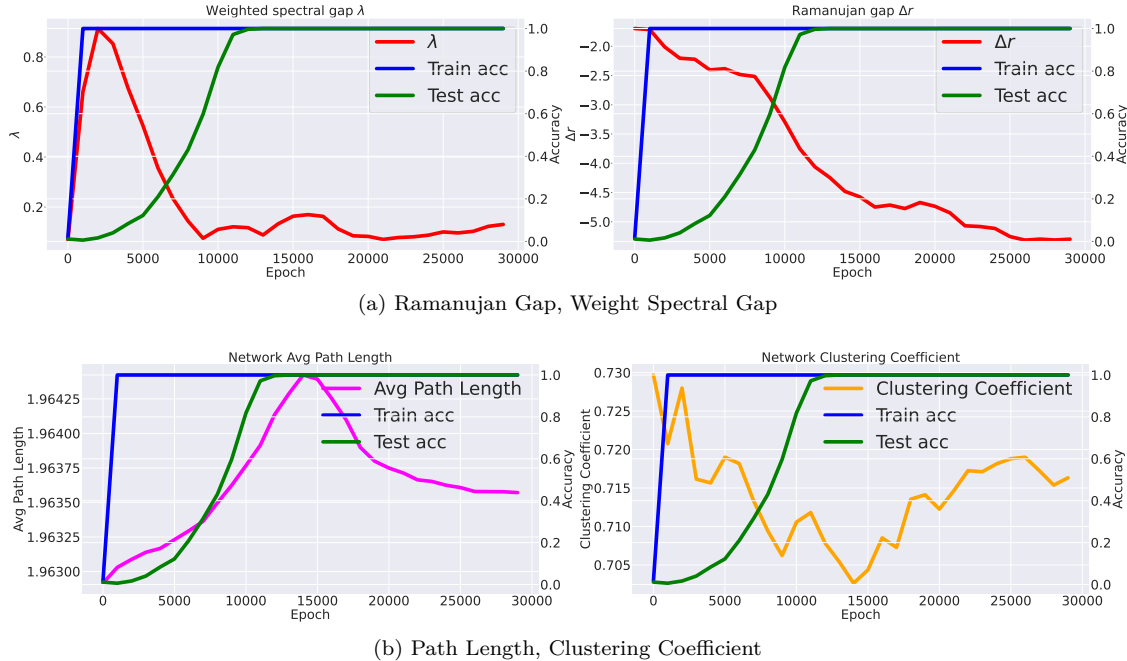 Weighted spectral gap λ
λ
Train acc
Test acc
0.8
0.6
0.4
0.2
λ
1.0
0.8
0.6
0.4
0.2
0.0
Accuracy
0 5000 10000 15000 20000 25000 30000
Epoch
Ramanujan gap Δr
Δr
Train acc
Test acc
−2.0
−2.5
−3.0
−3.5
−4.0
−4.5
−5.0
Δr
1.0
0.8
0.6
0.4
0.2
0.0
Accuracy
0 5000 10000 15000 20000 25000 30000
Epoch
(a) Ramanujan Gap, Weight Spectral Gap
Network Avg Path Length
Avg Path Length
Train acc
Test acc
1.96425
1.96400
1.96375
1.96350
1.96325
1.96300
Avg Path Length
1.0
0.8
0.6
0.4
0.2
0.0
Accuracy
0 5000 10000 15000 20000 25000 30000
Epoch
Network Clustering Coefficient
Clustering Coefficient
Train acc
Test acc
0.730
0.725
0.720
0.715
0.710
0.705
Clustering Coefficient
1.0
0.8
0.6
0.4
0.2
0.0
Accuracy
0 5000 10000 15000 20000 25000 30000
Epoch
(b) Path Length, Clustering Coefficient